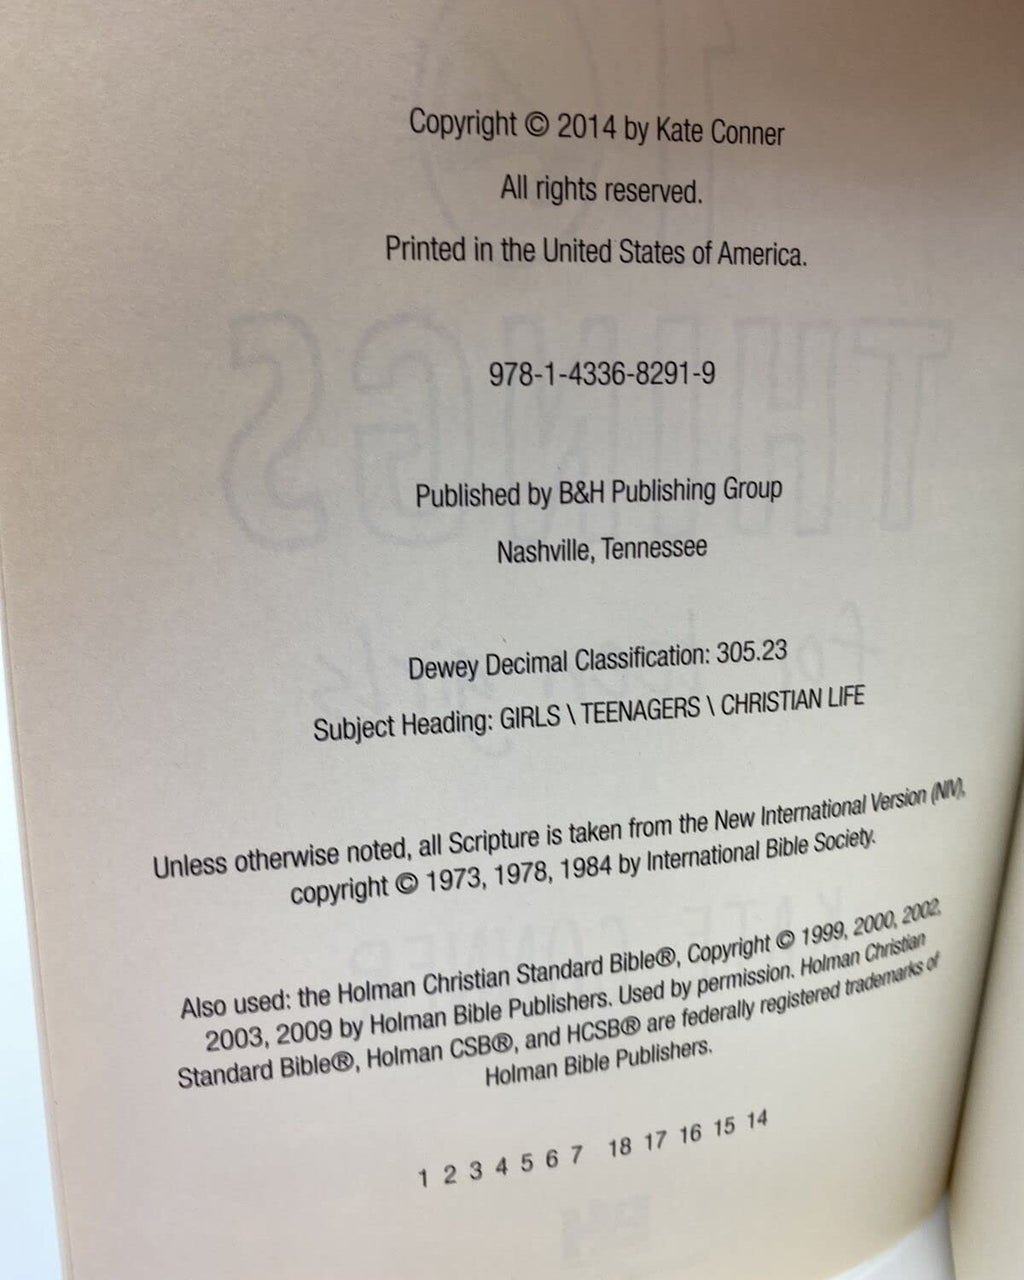 Copyright © 2014 by Kate Conner
All rights reserved.
Printed in the United States of America.
978-1-4336-8291-9
Published by B&H Publishing Group
Nashville, Tennessee
Dewey Decimal Classification: 305.23
Subject Heading: GIRLS \ TEENAGERS \ CHRISTIAN LIFE
Unless otherwise noted, all Scripture is taken from the New International Version (NIV),
copyright © 1973, 1978, 1984 by International Bible Society.
Also used: the Holman Christian Standard Bible®, Copyright © 1999, 2000, 2002,
2003, 2009 by Holman Bible Publishers. Used by permission. Holman Christian
Standard Bible®, Holman CSB®, and HCSB® are federally registered trademarks of
Holman Bible Publishers.
1 2 3 4 5 6 7 18 17 16 15 14